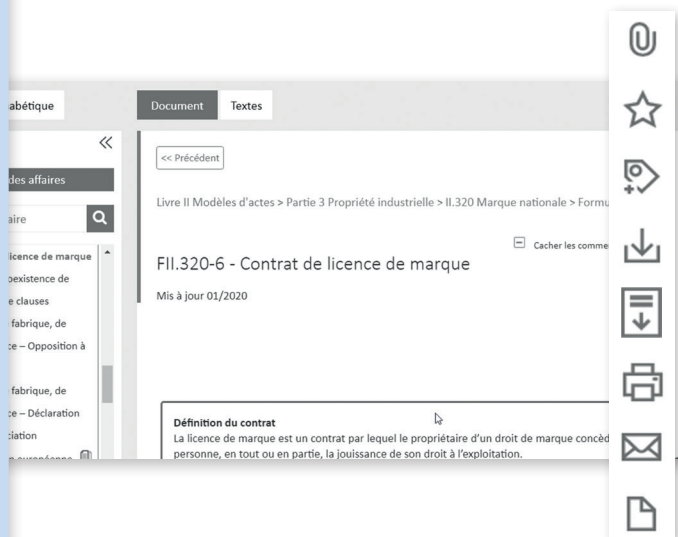 abétique
Document
Textes
des affaires
<< Précédent
aire
Livre II Modèles d'actes > Partie 3 Propriété industrielle > II.320 Marque nationale > Formu
Cacher les comme
FII.320-6 - Contrat de licence de marque
Mis à jour 01/2020
licence de marque
oexistence de
e clauses
fabrique, de
ce – Opposition à
fabrique, de
ce – Déclaration
ciation
n européenne
Définition du contrat
La licence de marque est un contrat par lequel le propriétaire d'un droit de marque concèd
personne, en tout ou en partie, la jouissance de son droit à l'exploitation.